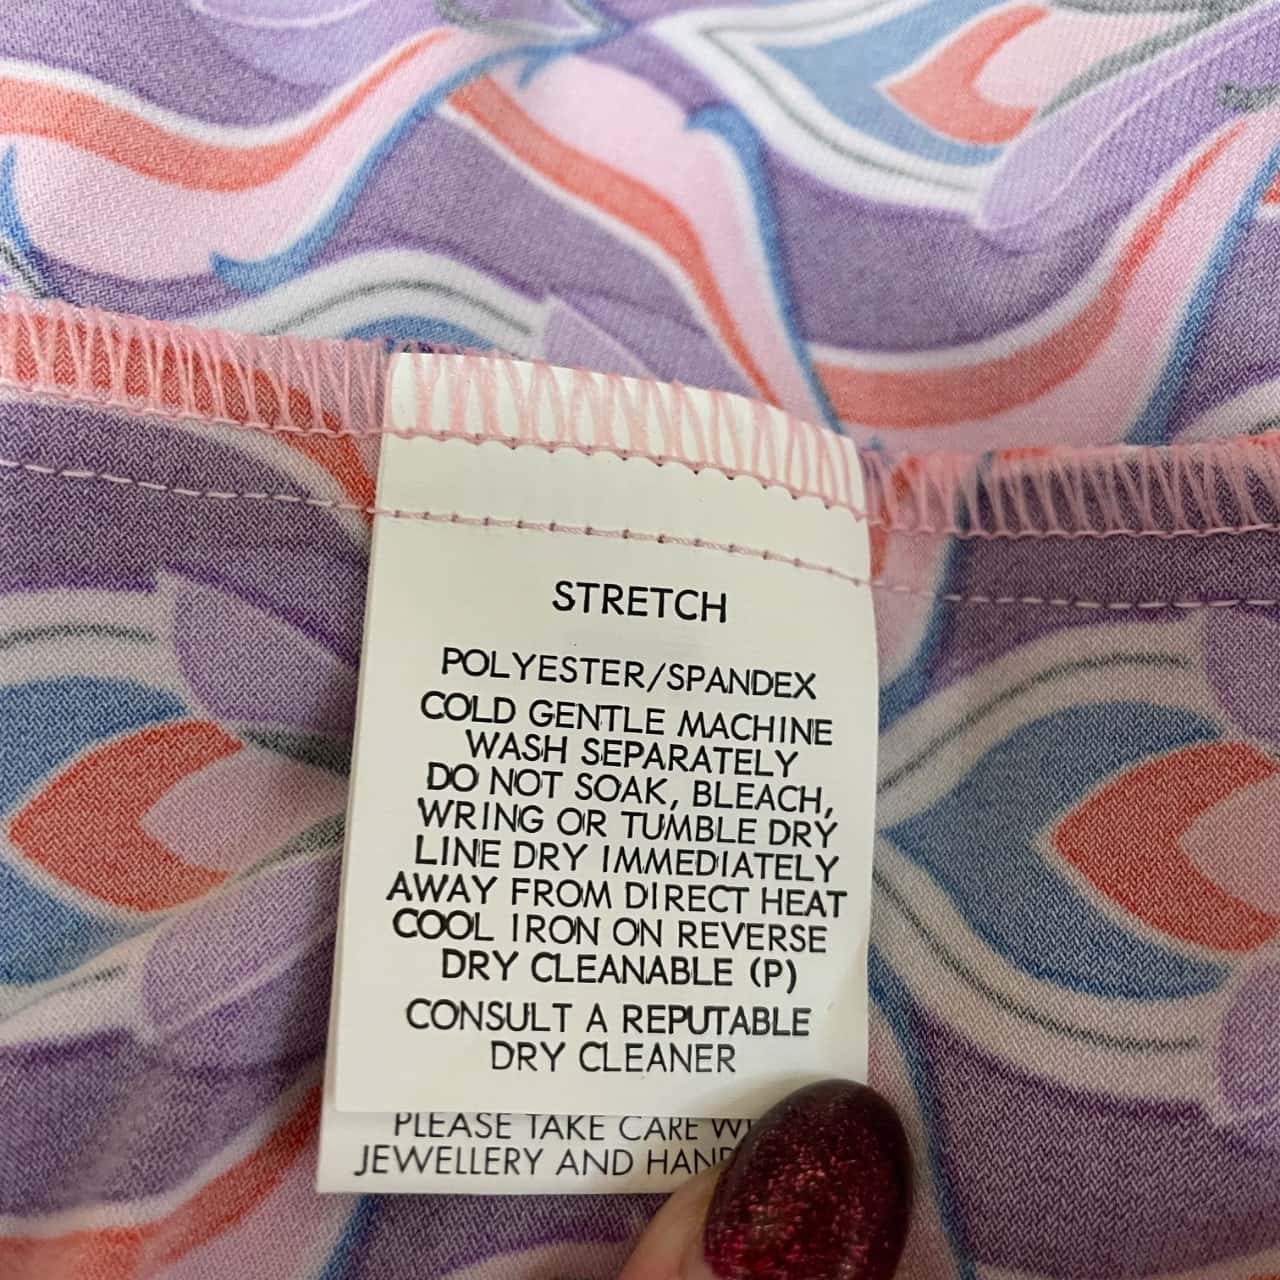 STRETCH
POLYESTER/SPANDEX
COLD GENTLE MACHINE
WASH SEPARATELY
DO NOT SOAK, BLEACH,
WRING OR TUMBLE DRY
LINE DRY IMMEDIATELY
AWAY FROM DIRECT HEAT
COOL IRON ON REVERSE
DRY CLEANABLE (P)
CONSULT A REPUTABLE
DRY CLEANER
PLEASE TAKE CARE
JEWELLERY AND